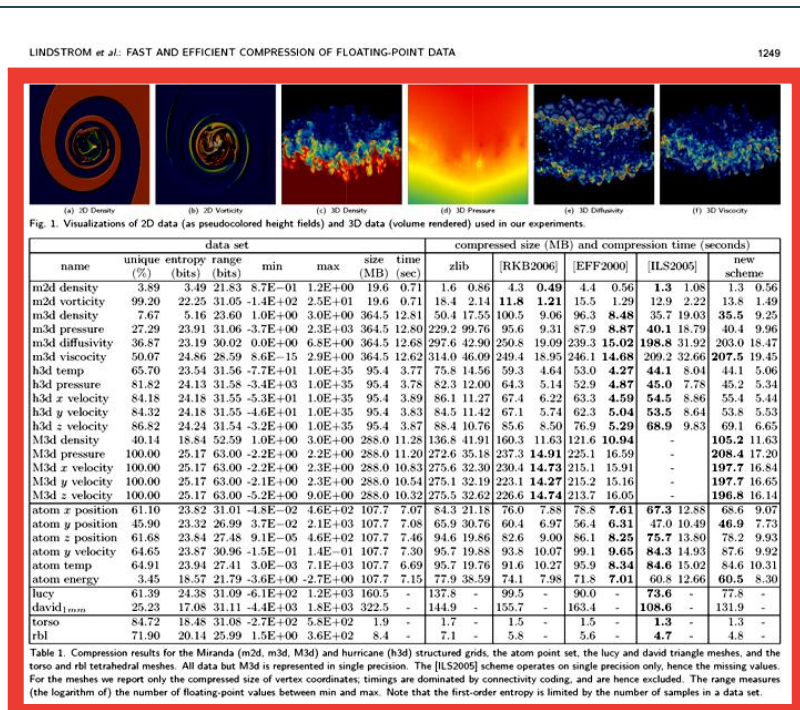 LINDSTROM et al.: FAST AND EFFICIENT COMPRESSION OF FLOATING-POINT DATA 1249
(a) 2D Density (b) 2D Vorticity (c) 3D Density (d) 3D Pressure (e) 3D Diffusivity (f) 3D Viscocity
Fig. 1. Visualizations of 2D data (as pseudocolored height fields) and 3D data (volume rendered) used in our experiments.
data set compressed size (MB) and compression time (seconds)
name unique (%) entropy (bits) range (bits) min max size (MB) time (sec) zlib [RKB2006] [EFF2000] [ILS2005] new scheme
m2d density 3.89 3.49 21.83 8.7E−01 1.2E+00 19.6 0.71 1.6 0.86 4.3 0.49 4.4 0.56 1.3 1.08 1.3 0.56
m2d vorticity 99.20 22.25 31.05 -1.4E+02 2.5E+01 19.6 0.71 18.4 2.14 11.8 1.21 15.5 1.29 12.9 2.22 13.8 1.49
m3d density 7.67 5.16 23.60 1.0E+00 3.0E+00 364.5 12.81 50.4 17.55 100.5 9.06 96.3 8.48 35.7 19.03 35.5 9.25
m3d pressure 27.29 23.91 31.06 -3.7E+00 2.3E+03 364.5 12.80 229.2 99.76 95.6 9.31 87.9 8.87 40.1 18.79 40.4 9.96
m3d diffusivity 36.87 23.19 30.02 0.0E+00 6.8E+00 364.5 12.68 297.6 42.90 250.8 19.09 239.3 15.02 198.8 31.92 203.0 18.47
m3d viscocity 50.07 24.86 28.59 8.6E−15 2.9E+00 364.5 12.62 314.0 46.09 249.4 18.95 246.1 14.68 209.2 32.66 207.5 19.45
h3d temp 65.70 23.54 31.56 -7.7E+01 1.0E+35 95.4 3.77 75.8 14.56 59.3 4.64 53.0 4.27 44.1 8.04 44.1 5.06
h3d pressure 81.82 24.13 31.58 -3.4E+03 1.0E+35 95.4 3.78 82.3 12.00 64.3 5.14 52.9 4.87 45.0 7.78 45.2 5.34
h3d x velocity 84.18 24.18 31.55 -5.3E+01 1.0E+35 95.4 3.89 86.1 11.27 67.4 6.22 63.3 4.59 54.5 8.86 55.4 5.44
h3d y velocity 84.32 24.18 31.55 -4.6E+01 1.0E+35 95.4 3.83 84.5 11.42 67.1 5.74 62.3 5.04 53.5 8.64 53.8 5.53
h3d z velocity 86.82 24.24 31.54 -3.2E+00 1.0E+35 95.4 3.87 88.4 10.76 85.6 8.50 76.9 5.29 68.9 9.83 69.1 6.65
M3d density 40.14 18.84 52.59 1.0E+00 3.0E+00 288.0 11.28 136.8 41.91 160.3 11.63 121.6 10.94 - 105.2 11.63
M3d pressure 100.00 25.17 63.00 -2.2E+00 2.2E+00 288.0 11.20 272.6 35.18 237.3 14.91 225.1 16.59 - 208.4 17.20
M3d x velocity 100.00 25.17 63.00 -2.2E+00 2.3E+00 288.0 10.83 275.6 32.30 230.4 14.73 215.1 15.91 - 197.7 16.84
M3d y velocity 100.00 25.17 63.00 -2.1E+00 2.3E+00 288.0 10.54 275.1 32.19 223.1 14.27 215.2 15.16 - 197.7 16.65
M3d z velocity 100.00 25.17 63.00 -5.2E+00 9.0E+00 288.0 10.32 275.5 32.62 226.6 14.74 213.7 16.05 - 196.8 16.14
atom x position 61.10 23.82 31.01 -4.8E−02 4.6E+02 107.7 7.07 84.3 21.18 76.0 7.88 78.8 7.61 67.3 12.88 68.6 9.07
atom y position 45.90 23.32 26.99 3.7E−02 2.1E+03 107.7 7.08 65.9 30.76 60.4 6.97 56.4 6.31 47.0 10.49 46.9 7.73
atom z position 61.68 23.84 27.48 9.1E−05 4.6E+02 107.7 7.46 94.6 19.86 82.6 9.00 86.1 8.25 75.7 13.80 78.2 9.93
atom y velocity 64.65 23.87 30.96 -1.5E−01 1.4E−01 107.7 7.30 95.7 19.88 93.8 10.07 99.1 9.65 84.3 14.93 87.6 9.92
atom temp 64.91 23.94 27.41 3.0E−03 7.1E+03 107.7 6.69 95.7 19.76 91.6 10.27 95.9 8.34 84.6 15.02 84.6 10.31
atom energy 3.45 18.57 21.79 -3.6E+00 -2.7E+00 107.7 7.15 77.9 38.59 74.1 7.98 71.8 7.01 60.8 12.66 60.5 8.30
lucy 61.39 24.38 31.09 -6.1E+02 1.2E+03 160.5 - 137.8 - 99.5 - 90.0 - 73.6 - 77.8 -
david1mm 25.23 17.08 31.11 -4.4E+03 1.8E+03 322.5 - 144.9 - 155.7 - 163.4 - 108.6 - 131.9 -
torso 84.72 18.48 31.08 -2.7E+02 5.8E+02 1.9 - 1.7 - 1.5 - 1.5 - 1.3 - 1.3 -
rbl 71.90 20.14 25.99 1.5E+00 3.6E+02 8.4 - 7.1 - 5.8 - 5.6 - 4.7 - 4.8 -
Table 1. Compression results for the Miranda (m2d, m3d, M3d) and hurricane (h3d) structured grids, the atom point set, the lucy and david triangle meshes, and the
torso and rbl tetrahedral meshes. All data but M3d is represented in single precision. The [ILS2005] scheme operates on single precision only, hence the missing values.
For the meshes we report only the compressed size of vertex coordinates; timings are dominated by connectivity coding, and are hence excluded. The range measures
(the logarithm of) the number of floating-point values between min and max. Note that the first-order entropy is limited by the number of samples in a data set.